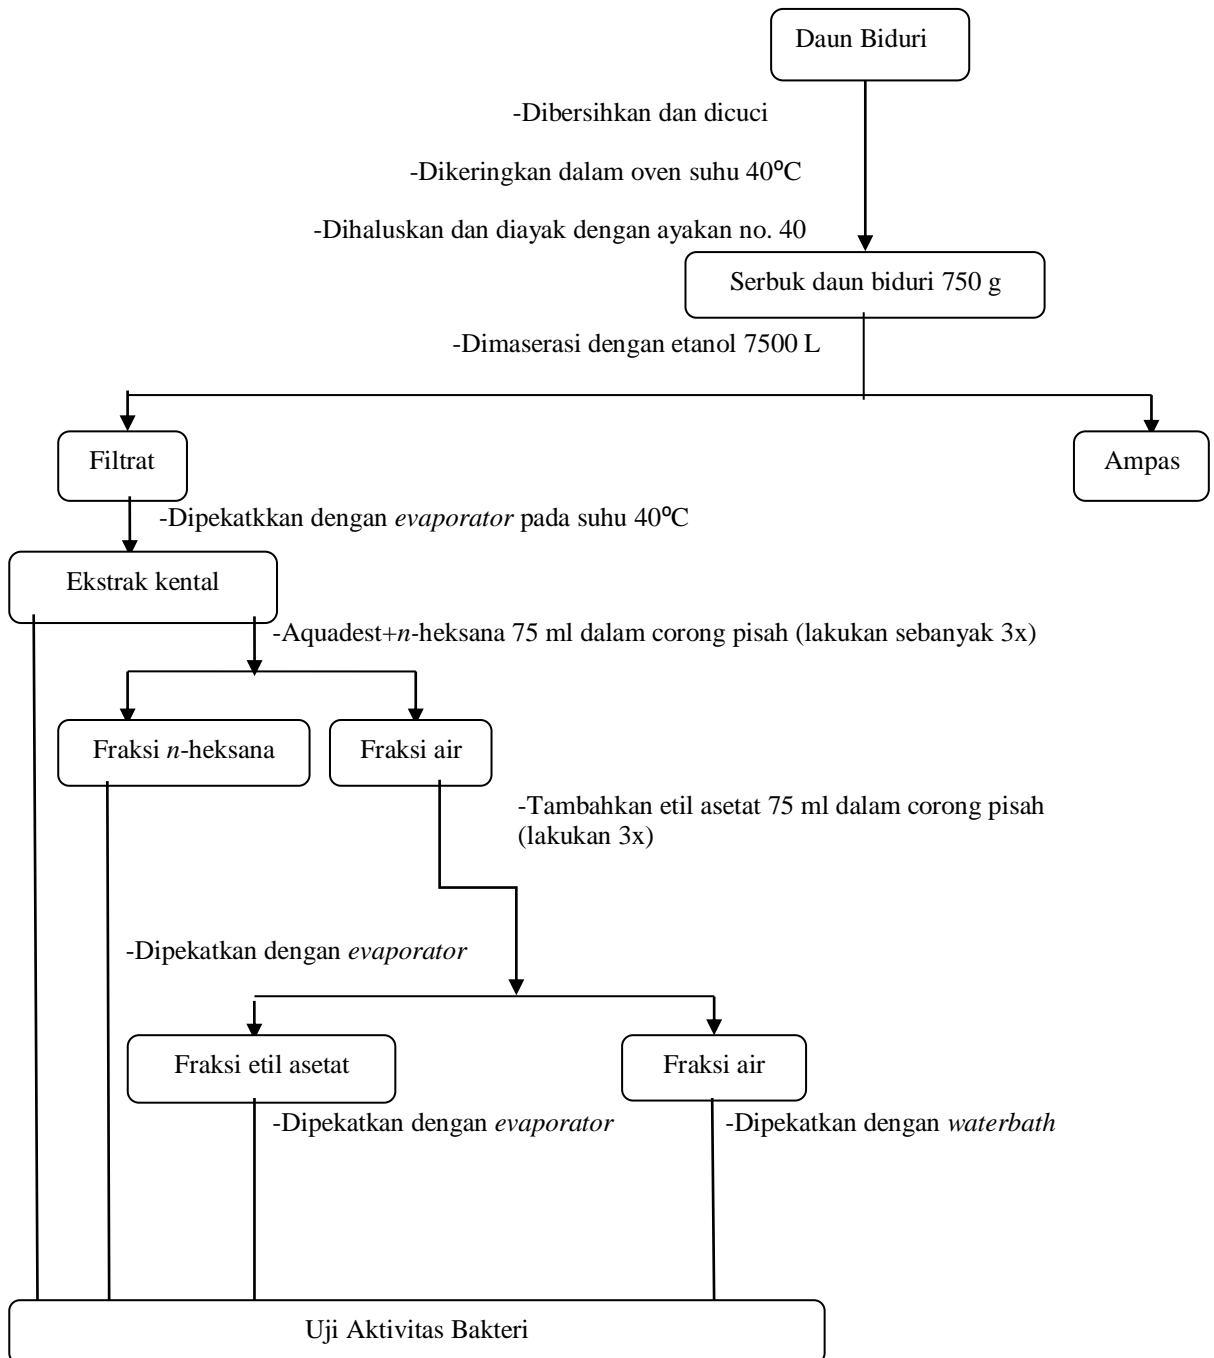 Daun Biduri
-Dibersihkan dan dicuci
-Dikeringkan dalam oven suhu 40⁰C
-Dihaluskan dan diayak dengan ayakan no. 40
Serbuk daun biduri 750 g
-Dimaserasi dengan etanol 7500 L
Filtrat
Ampas
-Dipekatkkan dengan evaporator pada suhu 40⁰C
Ekstrak kental
-Aquadest+n-heksana 75 ml dalam corong pisah (lakukan sebanyak 3x)
Fraksi n-heksana
Fraksi air
-Tambahkan etil asetat 75 ml dalam corong pisah
(lakukan 3x)
-Dipekatkan dengan evaporator
Fraksi etil asetat
Fraksi air
-Dipekatkan dengan evaporator
-Dipekatkan dengan waterbath
Uji Aktivitas Bakteri